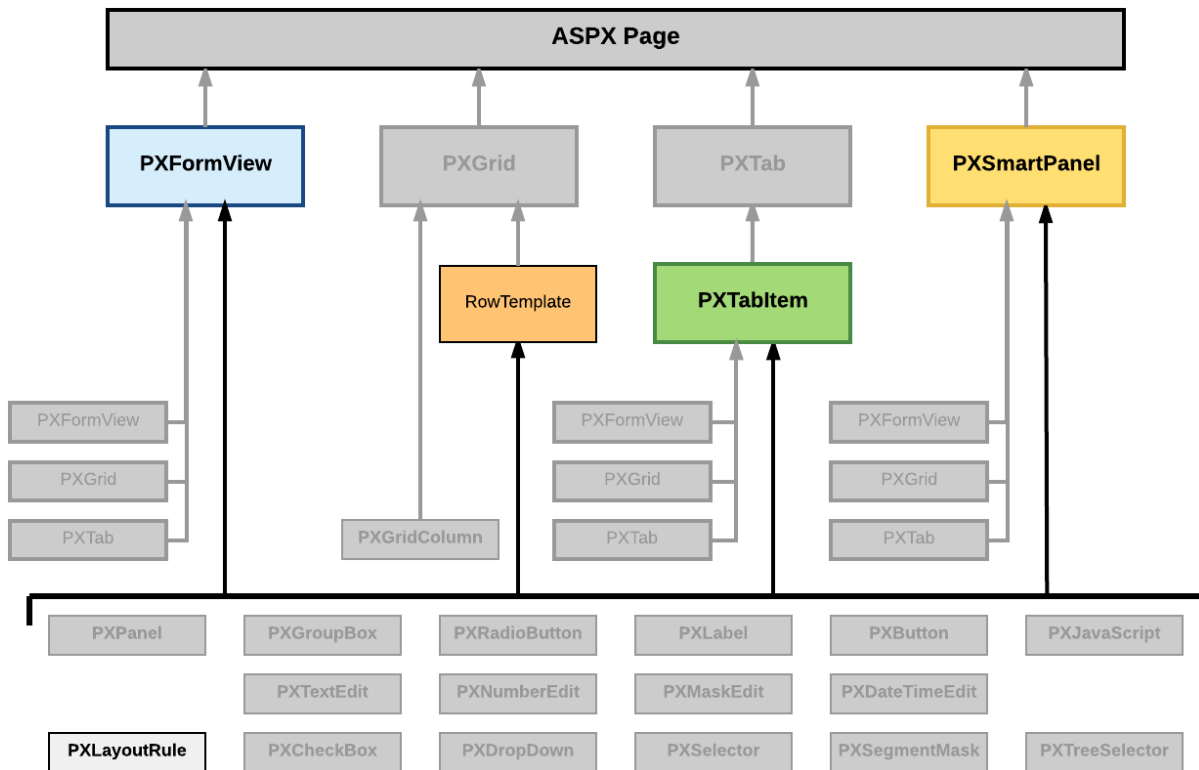 ASPX Page
PXFormView
PXGrid
PXTab
PXSmartPanel
RowTemplate
PXTabItem
PXFormView
PXGrid
PXTab
PXGridColumn
PXFormView
PXGrid
PXTab
PXFormView
PXGrid
PXTab
PXPanel
PXGroupBox
PXRadioButton
PXLabel
PXButton
PXJavaScript
PXTextEdit
PXNumberEdit
PXMaskEdit
PXDateTimeEdit
PXLayoutRule
PXCheckBox
PXDropDown
PXSelector
PXSegmentMask
PXTreeSelector